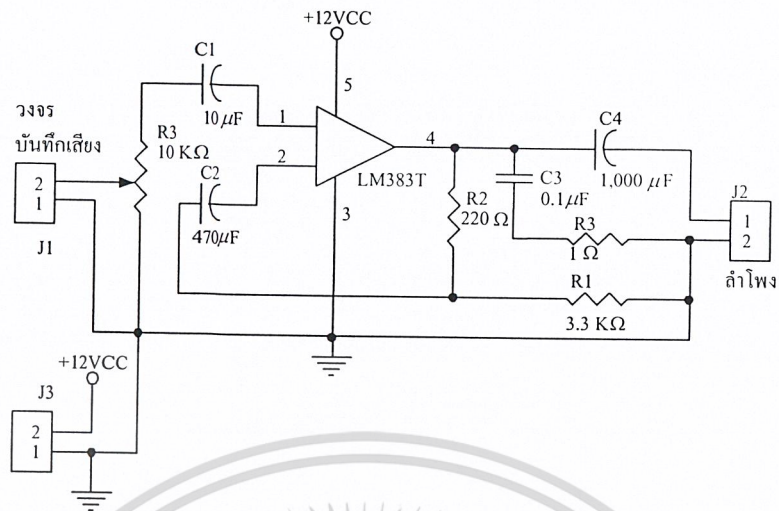 +12VCC
C1
10 µF
5
1
2
4
3
LM383T
วงจร
บันทึกเสียง
2
1
J1
R3
10 KΩ
C2
470µF
R2
220 Ω
C3
0.1µF
C4
1,000 µF
R3
1 Ω
R1
3.3 KΩ
J2
1
2
ลำโพง
+12VCC
J3
2
1